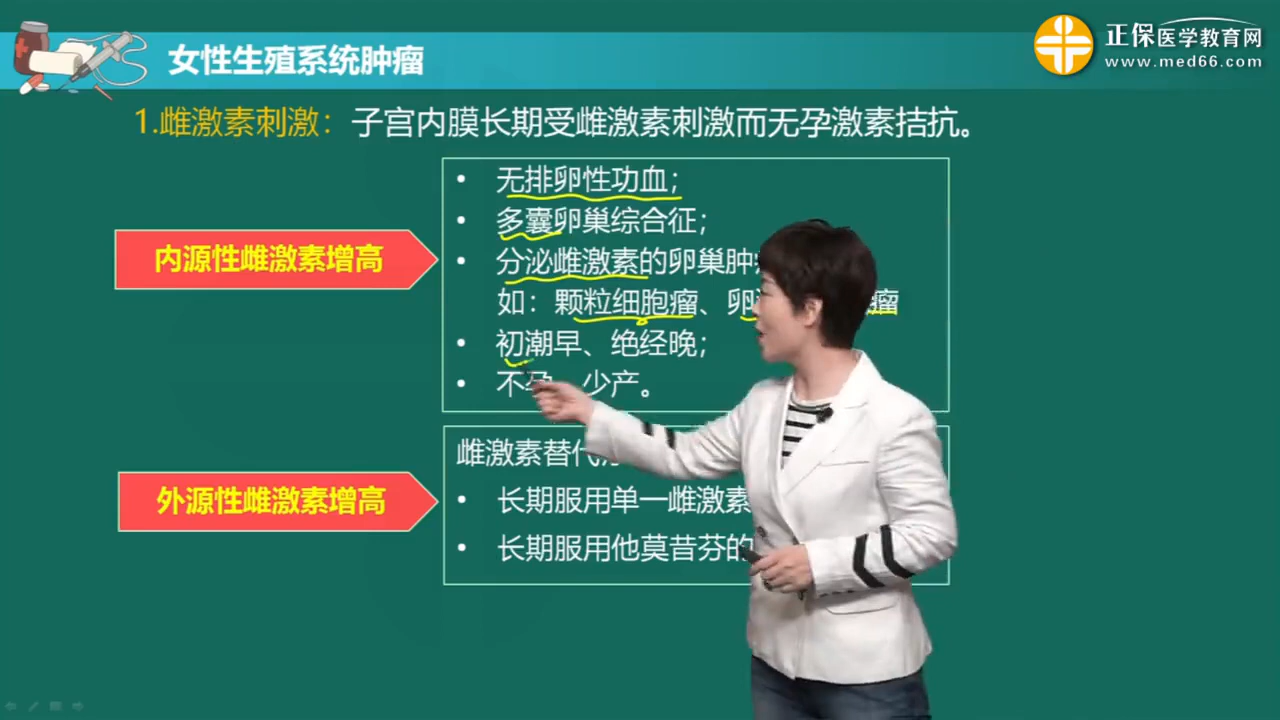 正保医学教育网
www.med66.com
女性生殖系统肿瘤
1.雌激素刺激：子宫内膜长期受雌激素刺激而无孕激素拮抗。
内源性雌激素增高
• 无排卵性功血；
• 多囊卵巢综合征；
• 分泌雌激素的卵巢肿
如：颗粒细胞瘤、卵 瘤
• 初潮早、绝经晚；
• 不孕、少产。
外源性雌激素增高
雌激素替代
• 长期服用单一雌激素
• 长期服用他莫昔芬的